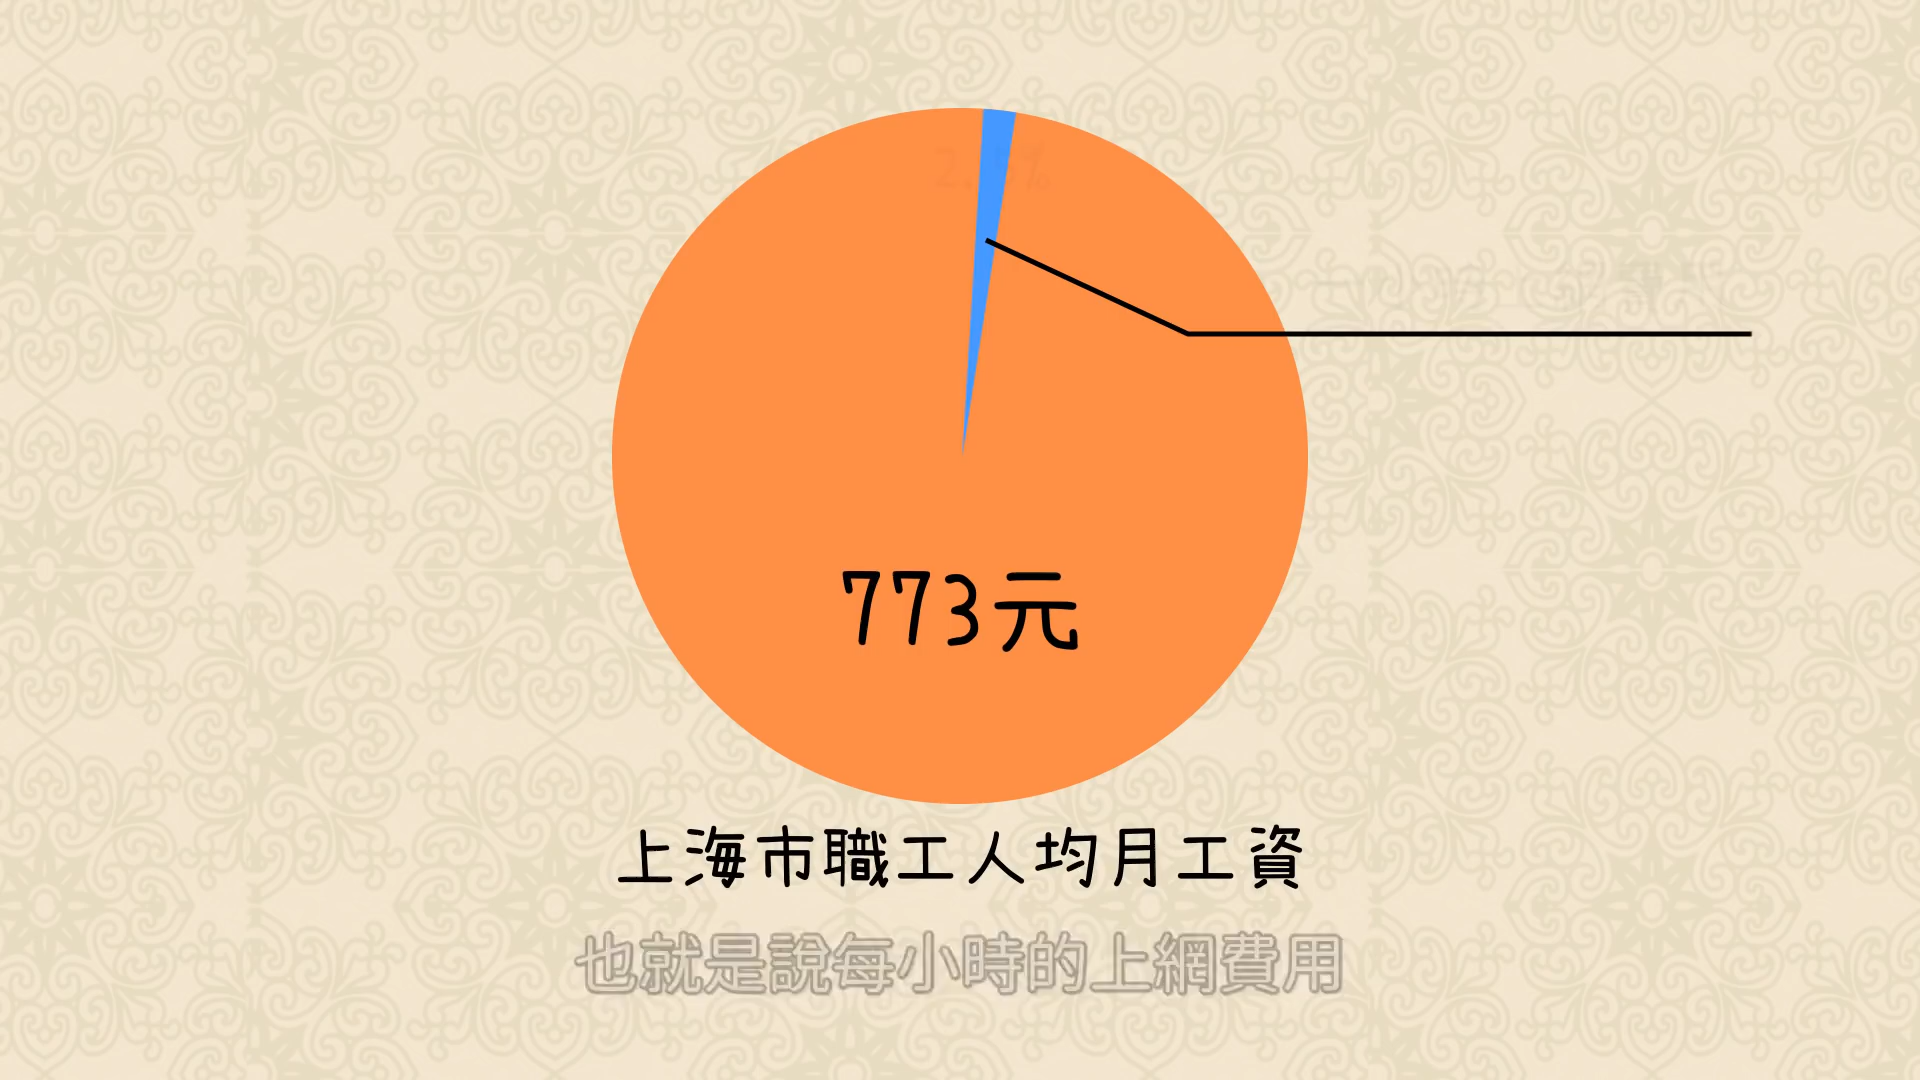 773元
上海市職工人均月工資
也就是說每小時的上網費用